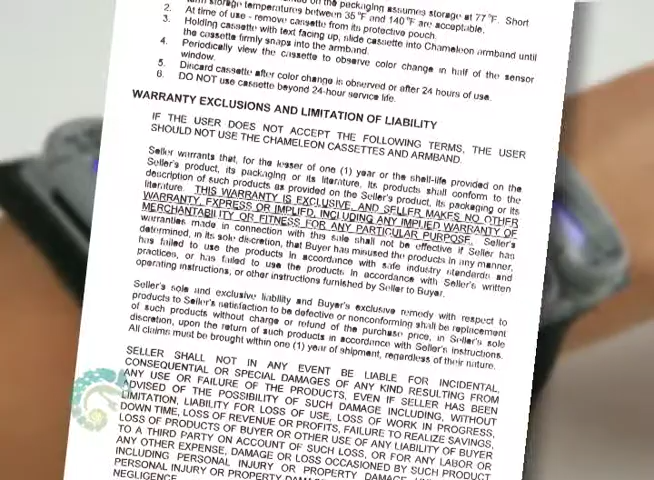 on the packaging assumes storage at 77 °F. Short
term storage temperatures between 35 °F and 140 °F are acceptable.
2. At time of use - remove cassette from its protective pouch.
3. Holding cassette with text facing up, slide cassette into Chameleon armband until
the cassette firmly snaps into the armband.
4. Periodically view the cassette to observe color change in half of the sensor
window.
5. Discard cassette after color change is observed or after 24 hours of use.
6. DO NOT use cassette beyond 24-hour service life.
WARRANTY EXCLUSIONS AND LIMITATION OF LIABILITY
IF THE USER DOES NOT ACCEPT THE FOLLOWING TERMS, THE USER
SHOULD NOT USE THE CHAMELEON CASSETTES AND ARMBAND.
Seller warrants that, for the lesser of one (1) year or the shelf-life provided on the
Seller's product, its packaging or its literature, its products shall conform to the
description of such products as provided on the Seller's product, its packaging or its
literature. THIS WARRANTY IS EXCLUSIVE, AND SELLER MAKES NO OTHER
WARRANTY, EXPRESS OR IMPLIED, INCLUDING ANY IMPLIED WARRANTY OF
MERCHANTABILITY OR FITNESS FOR ANY PARTICULAR PURPOSE. Seller's
warranties made in connection with this sale shall not be effective if Seller has
determined, in its sole discretion, that Buyer has misused the products in any manner,
has failed to use the products in accordance with safe industry standards and
practices, or has failed to use the products in accordance with Seller's written
operating instructions, or other instructions furnished by Seller to Buyer.
Seller's sole and exclusive liability and Buyer's exclusive remedy with respect to
products to Seller's satisfaction to be defective or nonconforming shall be replacement
of such products without charge or refund of the purchase price, in Seller's sole
discretion, upon the return of such products in accordance with Seller's instructions.
All claims must be brought within one (1) year of shipment, regardless of their nature.
SELLER SHALL NOT IN ANY EVENT BE LIABLE FOR INCIDENTAL,
CONSEQUENTIAL OR SPECIAL DAMAGES OF ANY KIND RESULTING FROM
ANY USE OR FAILURE OF THE PRODUCTS, EVEN IF SELLER HAS BEEN
ADVISED OF THE POSSIBILITY OF SUCH DAMAGE INCLUDING, WITHOUT
LIMITATION, LIABILITY FOR LOSS OF USE, LOSS OF WORK IN PROGRESS,
DOWN TIME, LOSS OF REVENUE OR PROFITS, FAILURE TO REALIZE SAVINGS,
LOSS OF PRODUCTS OF BUYER OR OTHER USE OF ANY LIABILITY OF BUYER
TO A THIRD PARTY ON ACCOUNT OF SUCH LOSS, OR FOR ANY LABOR OR
ANY OTHER EXPENSE, DAMAGE OR LOSS OCCASIONED BY SUCH PRODUCT
INCLUDING PERSONAL INJURY OR PROPERTY DAMAGE
PERSONAL INJURY OR PROPERTY
NEGLIGENCE.